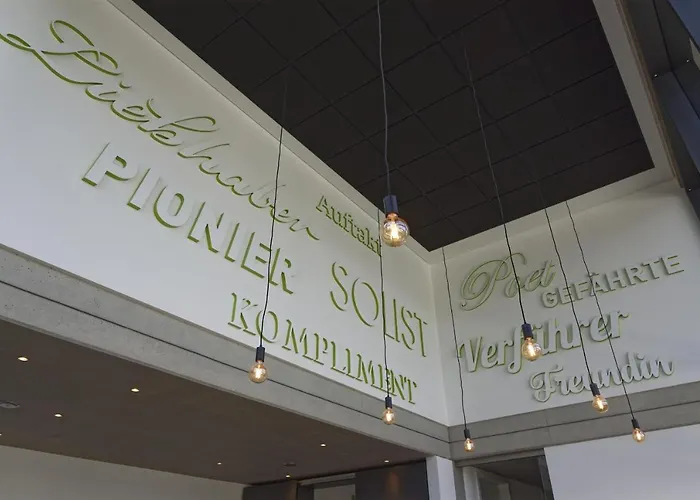 Liebhaber
PIONIER
Auftakt
SOLIST
KOMPLIMENT
Poet
GEFÄHRTE
Verführer
Freundin